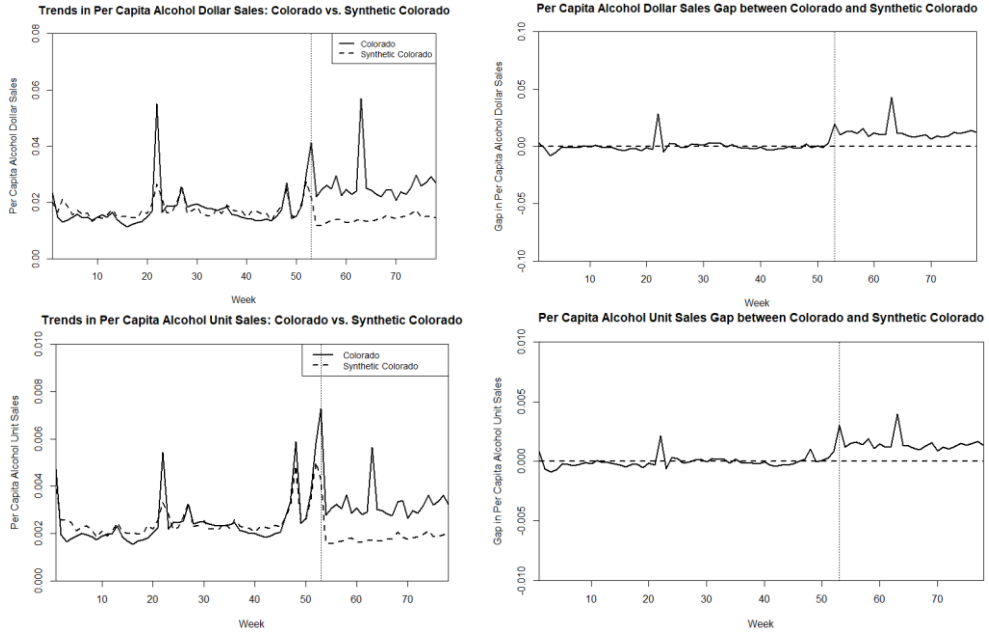 Trends in Per Capita Alcohol Dollar Sales: Colorado vs. Synthetic Colorado
Per Capita Alcohol Dollar Sales
0.08
0.06
0.04
0.02
0.00
Colorado
Synthetic Colorado
10 20 30 40 50 60 70
Week
Per Capita Alcohol Dollar Sales Gap between Colorado and Synthetic Colorado
Gap in Per Capita Alcohol Dollar Sales
0.10
0.05
0.00
-0.05
-0.10
10 20 30 40 50 60 70
Week
Trends in Per Capita Alcohol Unit Sales: Colorado vs. Synthetic Colorado
Per Capita Alcohol Unit Sales
0.010
0.008
0.006
0.004
0.002
0.000
Colorado
Synthetic Colorado
10 20 30 40 50 60 70
Week
Per Capita Alcohol Unit Sales Gap between Colorado and Synthetic Colorado
Gap in Per Capita Alcohol Unit Sales
0.010
0.005
0.000
-0.005
-0.010
10 20 30 40 50 60 70
Week